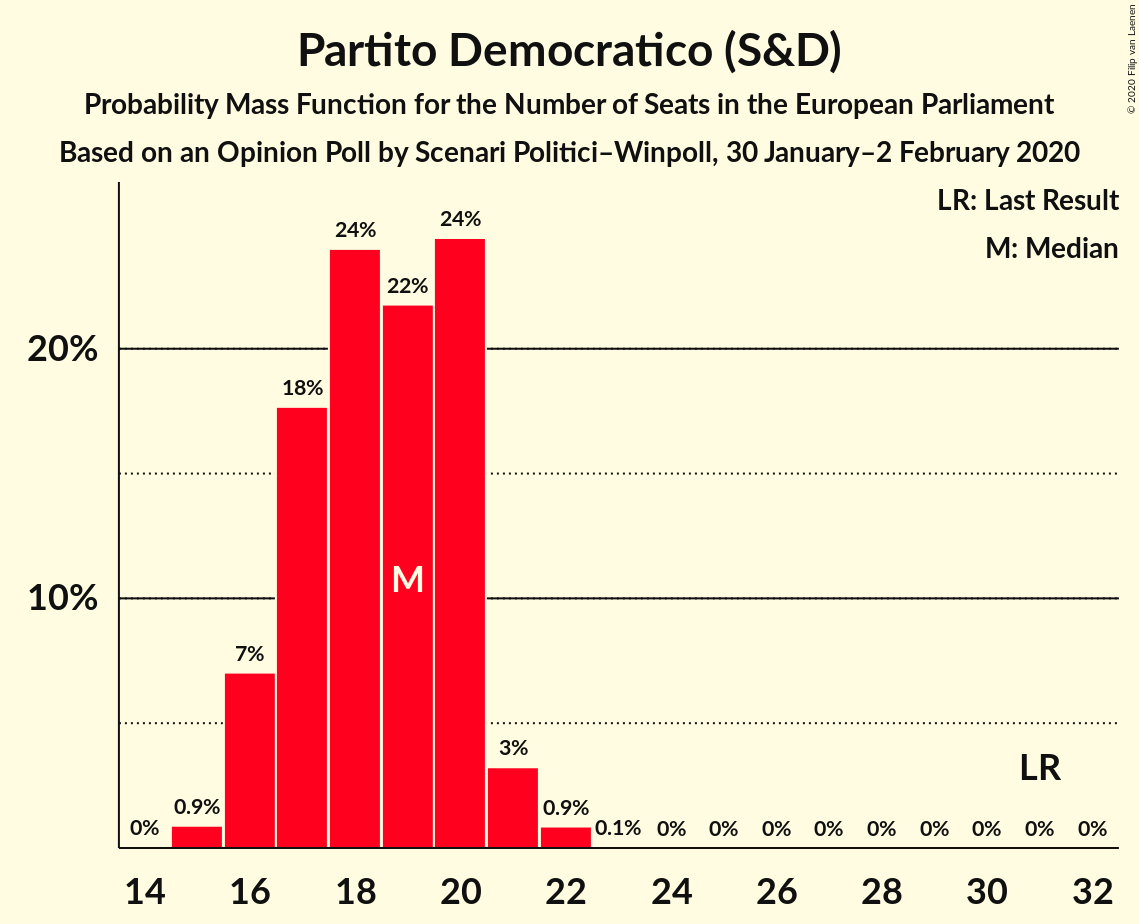 Partito Democratico (S&D)
Probability Mass Function for the Number of Seats in the European Parliament
Based on an Opinion Poll by Scenari Politici–Winpoll, 30 January–2 February 2020
© 2020 Filip van Laenen
LR: Last Result
M: Median
20%
10%
0%
0.9%
7%
18%
24%
22%
24%
3%
0.9%
0.1%
0%
0%
0%
0%
0%
0%
0%
0%
0%
M
LR
14 16 18 20 22 24 26 28 30 32